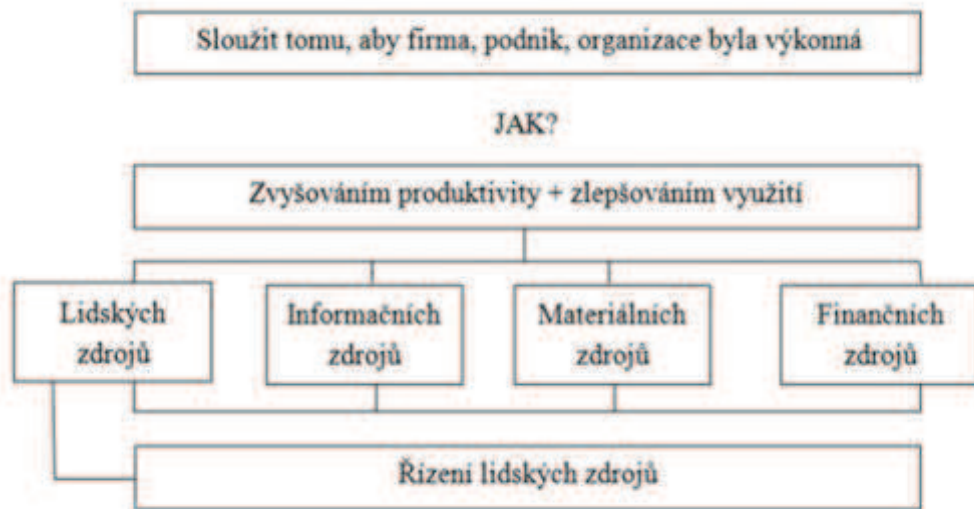 Sloužit tomu, aby firma, podnik, organizace byla výkonná
JAK?
Zvyšováním produktivity + zlepšováním využití
Lidských
zdrojů
Informačních
zdrojů
Materiálních
zdrojů
Finančních
zdrojů
Řízení lidských zdrojů